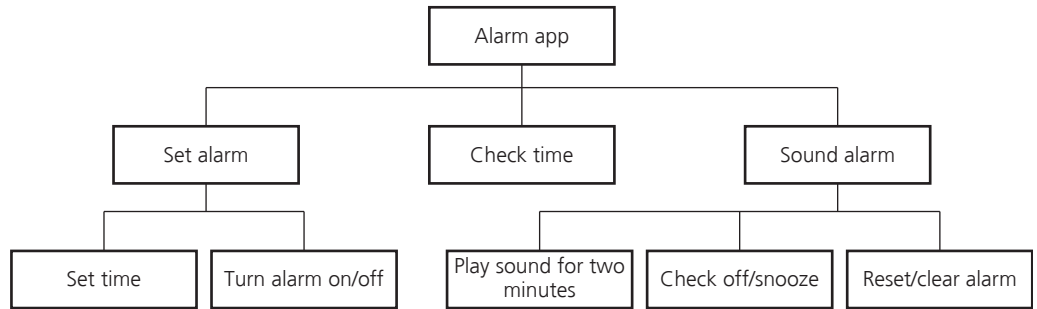 Alarm app
Set alarm
Check time
Sound alarm
Set time
Turn alarm on/off
Play sound for two
minutes
Check off/snooze
Reset/clear alarm